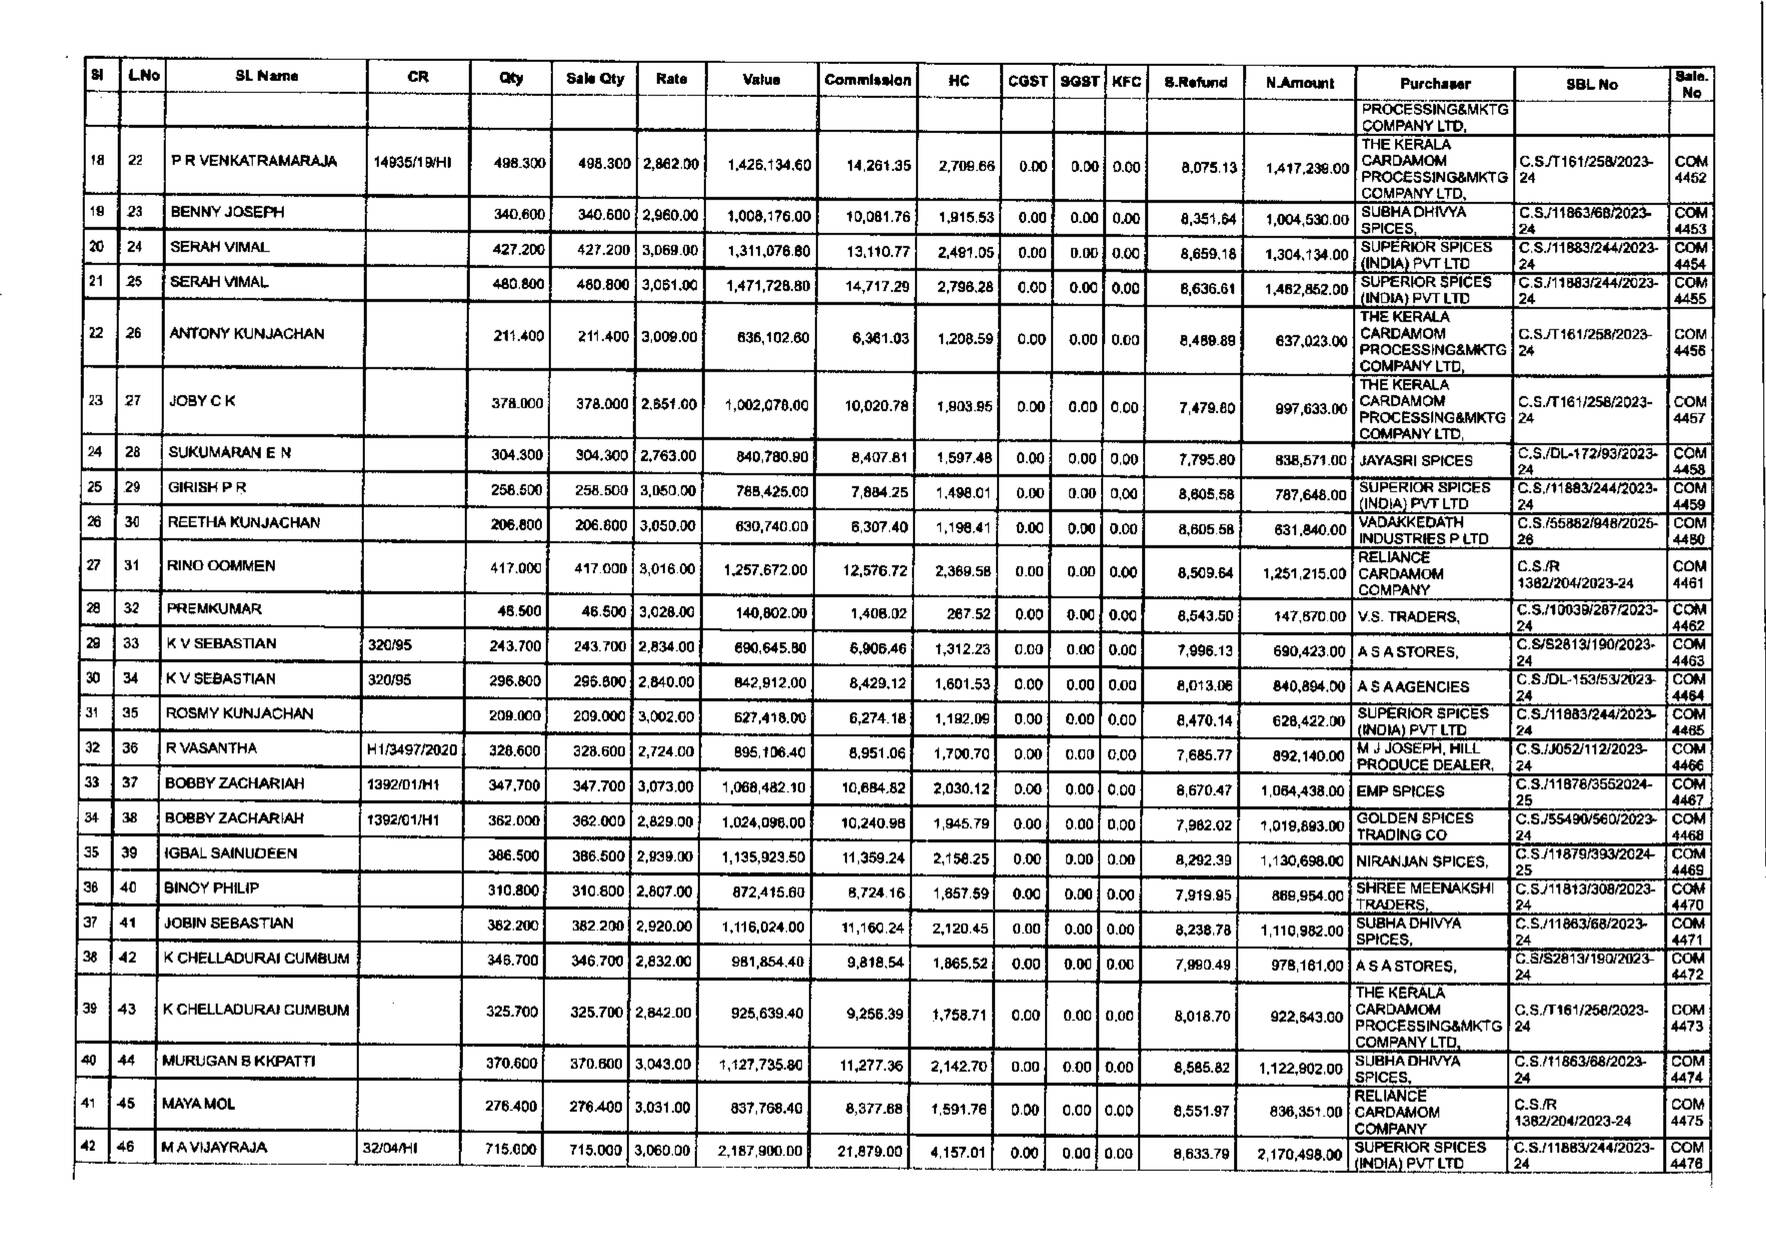 Sl L.No SL Name CR Qty Sale Qty Rate Value Commission HC CGST SGST KFC S.Refund N.Amount Purchaser SBL No Sale. No
PROCESSING&MKTG COMPANY LTD,
18 22 P R VENKATRAMARAJA 14935/19/HI 498.300 498.300 2,862.00 1,426,134.60 14,261.35 2,709.66 0.00 0.00 0.00 8,075.13 1,417,239.00 THE KERALA CARDAMOM PROCESSING&MKTG COMPANY LTD, C.S./T161/258/2023-24 COM 4452
19 23 BENNY JOSEPH 340.600 340.600 2,960.00 1,008,176.00 10,081.76 1,915.53 0.00 0.00 0.00 8,351.64 1,004,530.00 SUBHA DHIVYA SPICES, C.S./11863/68/2023-24 COM 4453
20 24 SERAH VIMAL 427.200 427.200 3,069.00 1,311,076.80 13,110.77 2,491.05 0.00 0.00 0.00 8,659.18 1,304,134.00 SUPERIOR SPICES (INDIA) PVT LTD C.S./11883/244/2023-24 COM 4454
21 25 SERAH VIMAL 480.800 480.800 3,061.00 1,471,728.80 14,717.29 2,796.28 0.00 0.00 0.00 8,636.61 1,462,852.00 SUPERIOR SPICES (INDIA) PVT LTD C.S./11883/244/2023-24 COM 4455
22 26 ANTONY KUNJACHAN 211.400 211.400 3,009.00 636,102.60 6,361.03 1,208.59 0.00 0.00 0.00 8,489.89 637,023.00 THE KERALA CARDAMOM PROCESSING&MKTG COMPANY LTD, C.S./T161/258/2023-24 COM 4456
23 27 JOBY C K 378.000 378.000 2,651.00 1,002,078.00 10,020.78 1,903.95 0.00 0.00 0.00 7,479.80 997,633.00 THE KERALA CARDAMOM PROCESSING&MKTG COMPANY LTD, C.S./T161/258/2023-24 COM 4457
24 28 SUKUMARAN E N 304.300 304.300 2,763.00 840,780.90 8,407.81 1,597.48 0.00 0.00 0.00 7,795.80 838,571.00 JAYASRI SPICES C.S./DL-172/93/2023-24 COM 4458
25 29 GIRISH P R 258.500 258.500 3,050.00 788,425.00 7,884.25 1,498.01 0.00 0.00 0.00 8,605.58 787,648.00 SUPERIOR SPICES (INDIA) PVT LTD C.S./11883/244/2023-24 COM 4459
26 30 REETHA KUNJACHAN 206.800 206.800 3,050.00 630,740.00 6,307.40 1,198.41 0.00 0.00 0.00 8,605.58 631,840.00 VADAKKEDATH INDUSTRIES P LTD C.S./55882/948/2025-26 COM 4460
27 31 RINO OOMMEN 417.000 417.000 3,016.00 1,257,672.00 12,576.72 2,389.58 0.00 0.00 0.00 8,509.64 1,251,215.00 RELIANCE CARDAMOM COMPANY C.S./R 1382/204/2023-24 COM 4461
28 32 PREMKUMAR 46.500 46.500 3,028.00 140,802.00 1,408.02 267.52 0.00 0.00 0.00 8,543.50 147,670.00 V.S. TRADERS, C.S./10039/287/2023-24 COM 4462
29 33 K V SEBASTIAN 320/95 243.700 243.700 2,834.00 690,645.80 6,906.46 1,312.23 0.00 0.00 0.00 7,996.13 690,423.00 A S A STORES, C.S/S2813/190/2023-24 COM 4463
30 34 K V SEBASTIAN 320/95 296.800 296.800 2,840.00 842,912.00 8,429.12 1,601.53 0.00 0.00 0.00 8,013.06 840,894.00 A S A AGENCIES C.S./DL-153/53/2023-24 COM 4464
31 35 ROSMY KUNJACHAN 209.000 209.000 3,002.00 627,418.00 6,274.18 1,192.09 0.00 0.00 0.00 8,470.14 628,422.00 SUPERIOR SPICES (INDIA) PVT LTD C.S./11883/244/2023-24 COM 4465
32 36 R VASANTHA H1/3497/2020 328.600 328.600 2,724.00 895,106.40 8,951.06 1,700.70 0.00 0.00 0.00 7,685.77 892,140.00 M J JOSEPH, HILL PRODUCE DEALER, C.S./J052/112/2023-24 COM 4466
33 37 BOBBY ZACHARIAH 1392/01/H1 347.700 347.700 3,073.00 1,068,482.10 10,684.82 2,030.12 0.00 0.00 0.00 8,670.47 1,064,438.00 EMP SPICES C.S./11878/3552024-25 COM 4467
34 38 BOBBY ZACHARIAH 1392/01/H1 362.000 362.000 2,829.00 1,024,098.00 10,240.98 1,945.79 0.00 0.00 0.00 7,982.02 1,019,893.00 GOLDEN SPICES TRADING CO C.S./55490/560/2023-24 COM 4468
35 39 IGBAL SAINUDEEN 386.500 386.500 2,939.00 1,135,923.50 11,359.24 2,158.25 0.00 0.00 0.00 8,292.39 1,130,698.00 NIRANJAN SPICES, C.S./11879/393/2024-25 COM 4469
36 40 BINOY PHILIP 310.800 310.800 2,807.00 872,415.60 8,724.16 1,657.59 0.00 0.00 0.00 7,919.95 869,954.00 SHREE MEENAKSHI TRADERS, C.S./11813/308/2023-24 COM 4470
37 41 JOBIN SEBASTIAN 382.200 382.200 2,920.00 1,116,024.00 11,160.24 2,120.45 0.00 0.00 0.00 8,238.78 1,110,982.00 SUBHA DHIVYA SPICES, C.S./11863/68/2023-24 COM 4471
38 42 K CHELLADURAI CUMBUM 346.700 346.700 2,832.00 981,854.40 9,818.54 1,865.52 0.00 0.00 0.00 7,990.49 978,161.00 A S A STORES, C.S/S2813/190/2023-24 COM 4472
39 43 K CHELLADURAI CUMBUM 325.700 325.700 2,842.00 925,639.40 9,256.39 1,758.71 0.00 0.00 0.00 8,018.70 922,643.00 THE KERALA CARDAMOM PROCESSING&MKTG COMPANY LTD, C.S./T161/258/2023-24 COM 4473
40 44 MURUGAN B KKPATTI 370.600 370.600 3,043.00 1,127,735.80 11,277.36 2,142.70 0.00 0.00 0.00 8,585.82 1,122,902.00 SUBHA DHIVYA SPICES, C.S./11863/68/2023-24 COM 4474
41 45 MAYA MOL 276.400 276.400 3,031.00 837,768.40 8,377.68 1,591.76 0.00 0.00 0.00 8,551.97 836,351.00 RELIANCE CARDAMOM COMPANY C.S./R 1382/204/2023-24 COM 4475
42 46 M A VIJAYRAJA 32/04/HI 715.000 715.000 3,060.00 2,187,900.00 21,879.00 4,157.01 0.00 0.00 0.00 8,633.79 2,170,498.00 SUPERIOR SPICES (INDIA) PVT LTD C.S./11883/244/2023-24 COM 4476